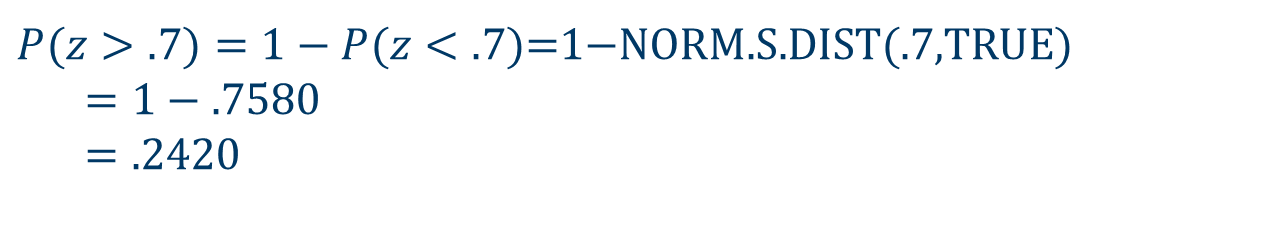 P(z > .7) = 1 − P(z < .7)=1−NORM.S.DIST(.7,TRUE)
= 1 − .7580
= .2420